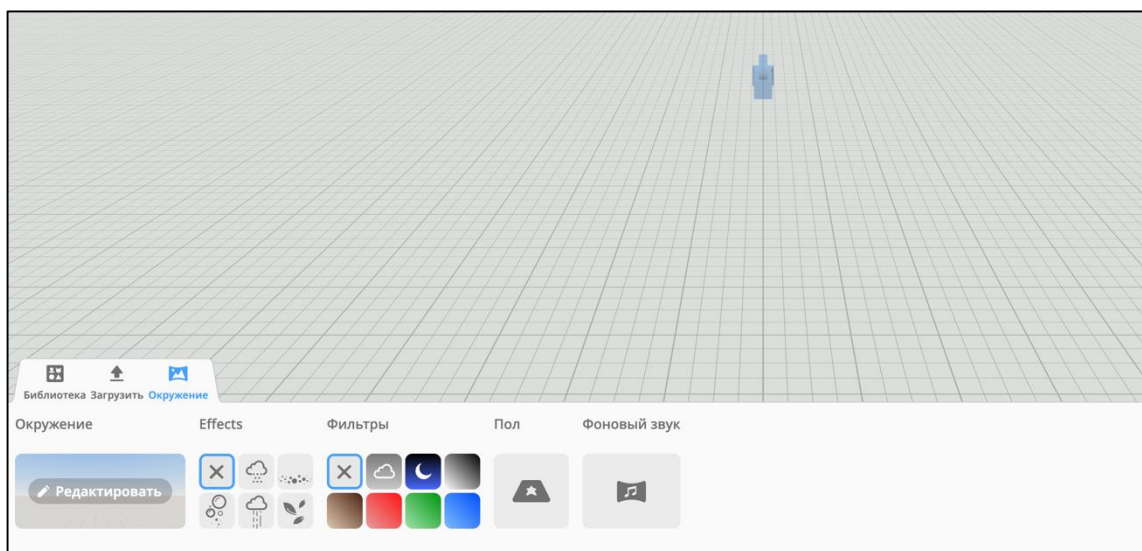 Библиотека Загрузить Окружение
Окружение Effects Фильтры Пол Фоновый звук
Редактировать